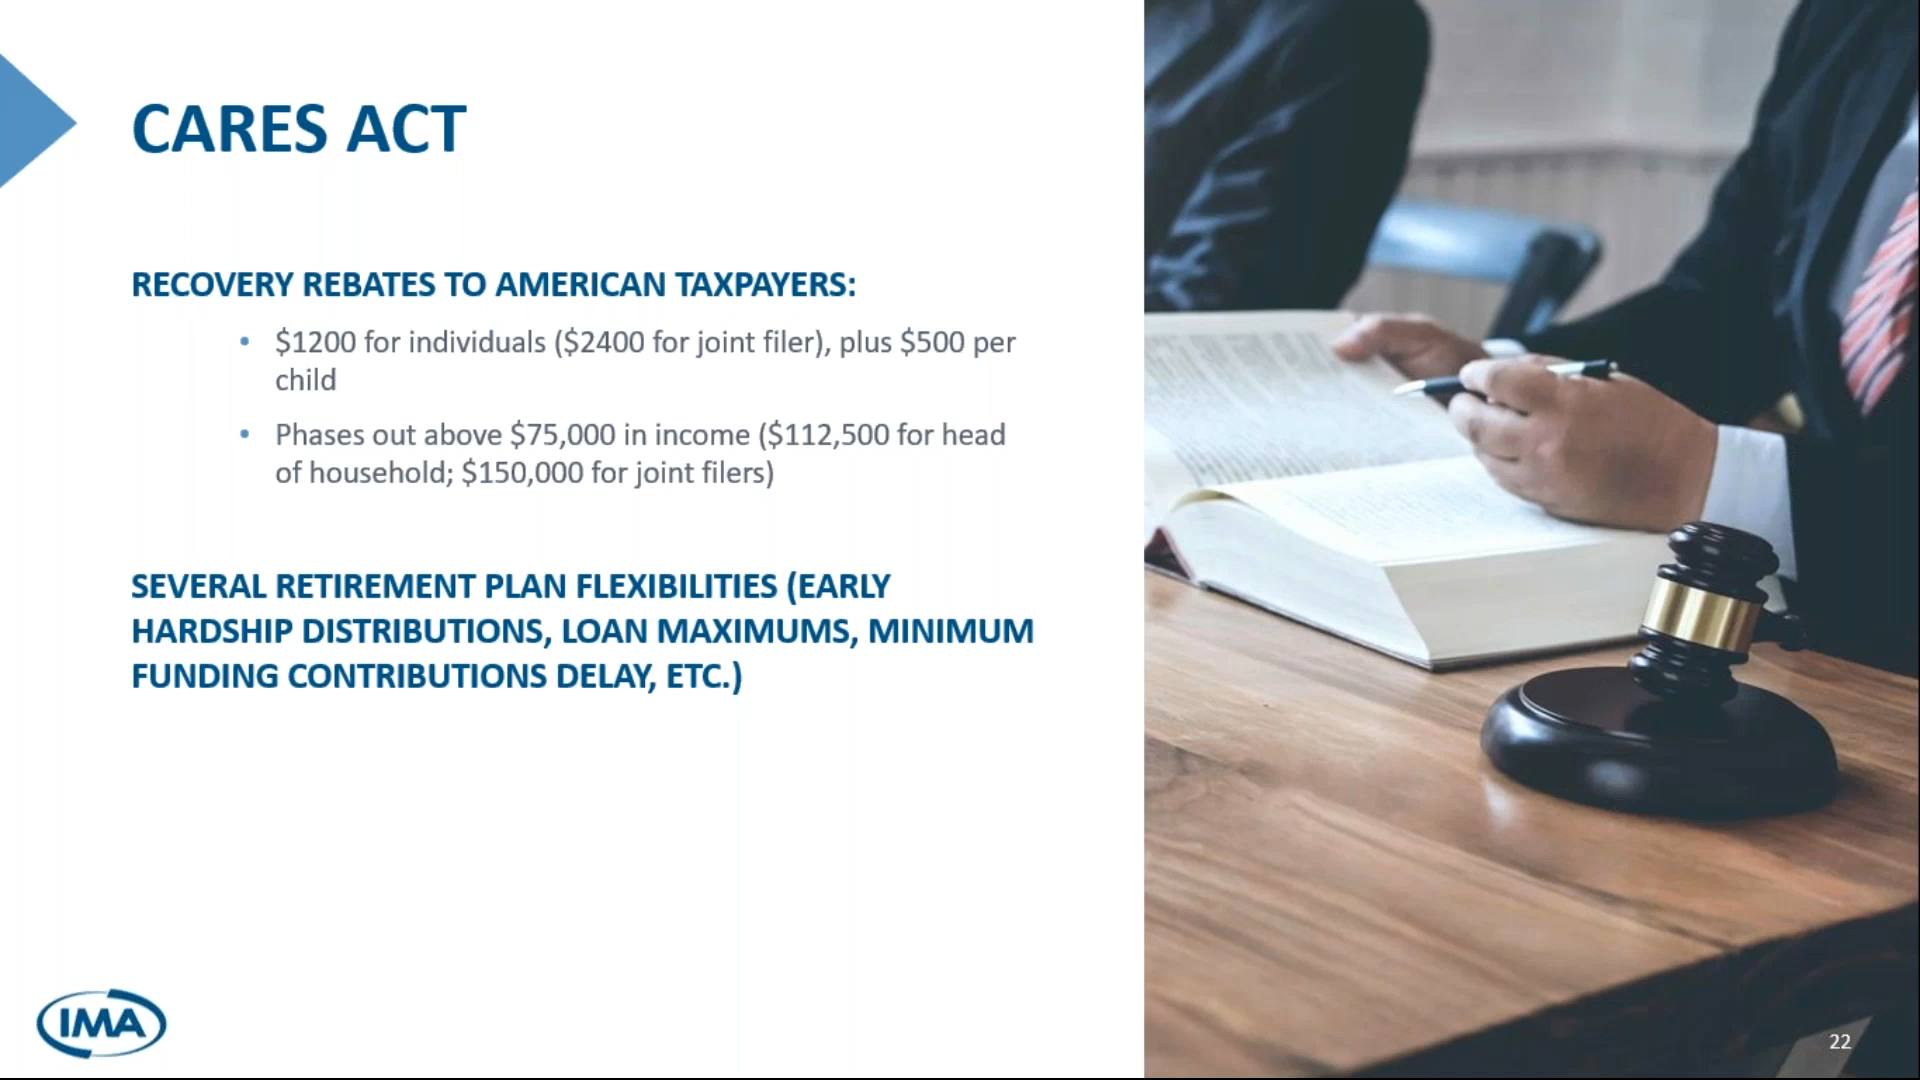 CARES ACT
RECOVERY REBATES TO AMERICAN TAXPAYERS:
• $1200 for individuals ($2400 for joint filer), plus $500 per
child
• Phases out above $75,000 in income ($112,500 for head
of household; $150,000 for joint filers)
SEVERAL RETIREMENT PLAN FLEXIBILITIES (EARLY
HARDSHIP DISTRIBUTIONS, LOAN MAXIMUMS, MINIMUM
FUNDING CONTRIBUTIONS DELAY, ETC.)
IMA
22